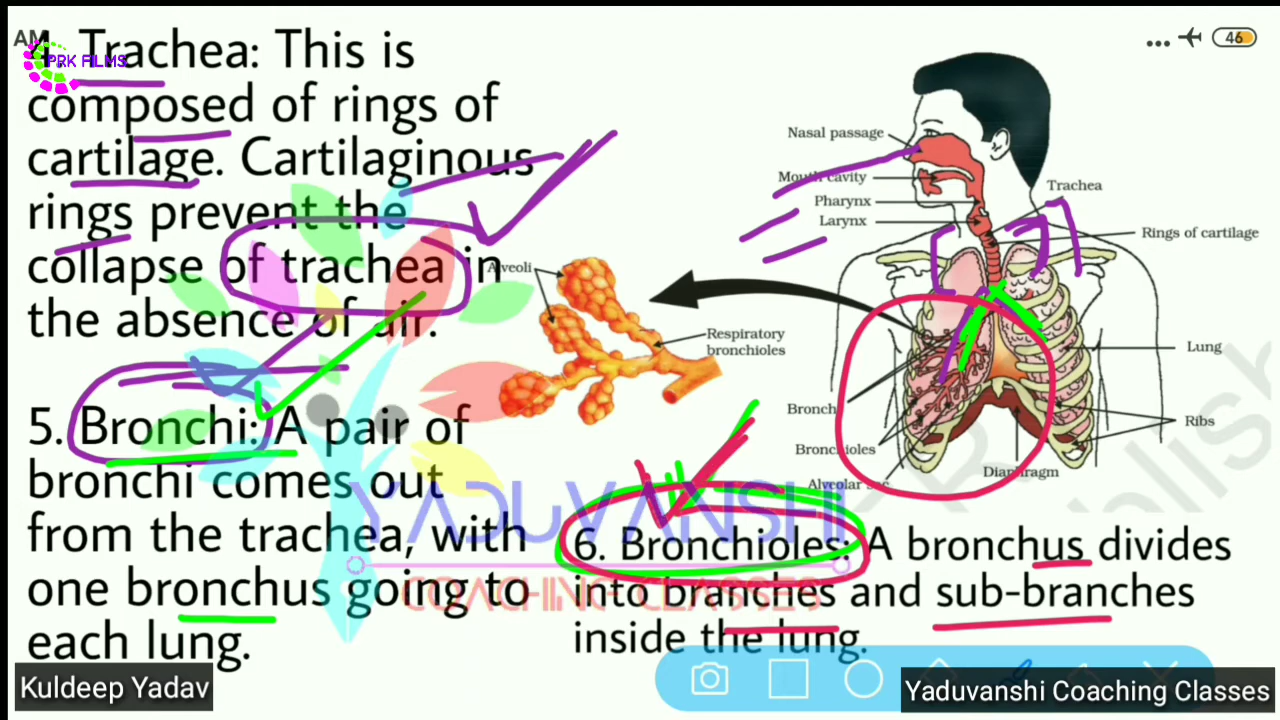 AM
PRK FILMS
46
4. Trachea: This is
composed of rings of
cartilage. Cartilaginous
rings prevent the
collapse of trachea in
the absence of air.
5. Bronchi: A pair of
bronchi comes out
from the trachea, with
one bronchus going to
each lung.
Nasal passage
Mouth cavity
Pharynx
Larynx
Trachea
Rings of cartilage
Alveoli
Respiratory
bronchioles
Lung
Bronch
Ribs
Bronchioles
Diaphragm
Alveolar
YADUVANSHI
COACHING CLASSES
6. Bronchioles: A bronchus divides
into branches and sub-branches
inside the lung.
Kuldeep Yadav
Yaduvanshi Coaching Classes